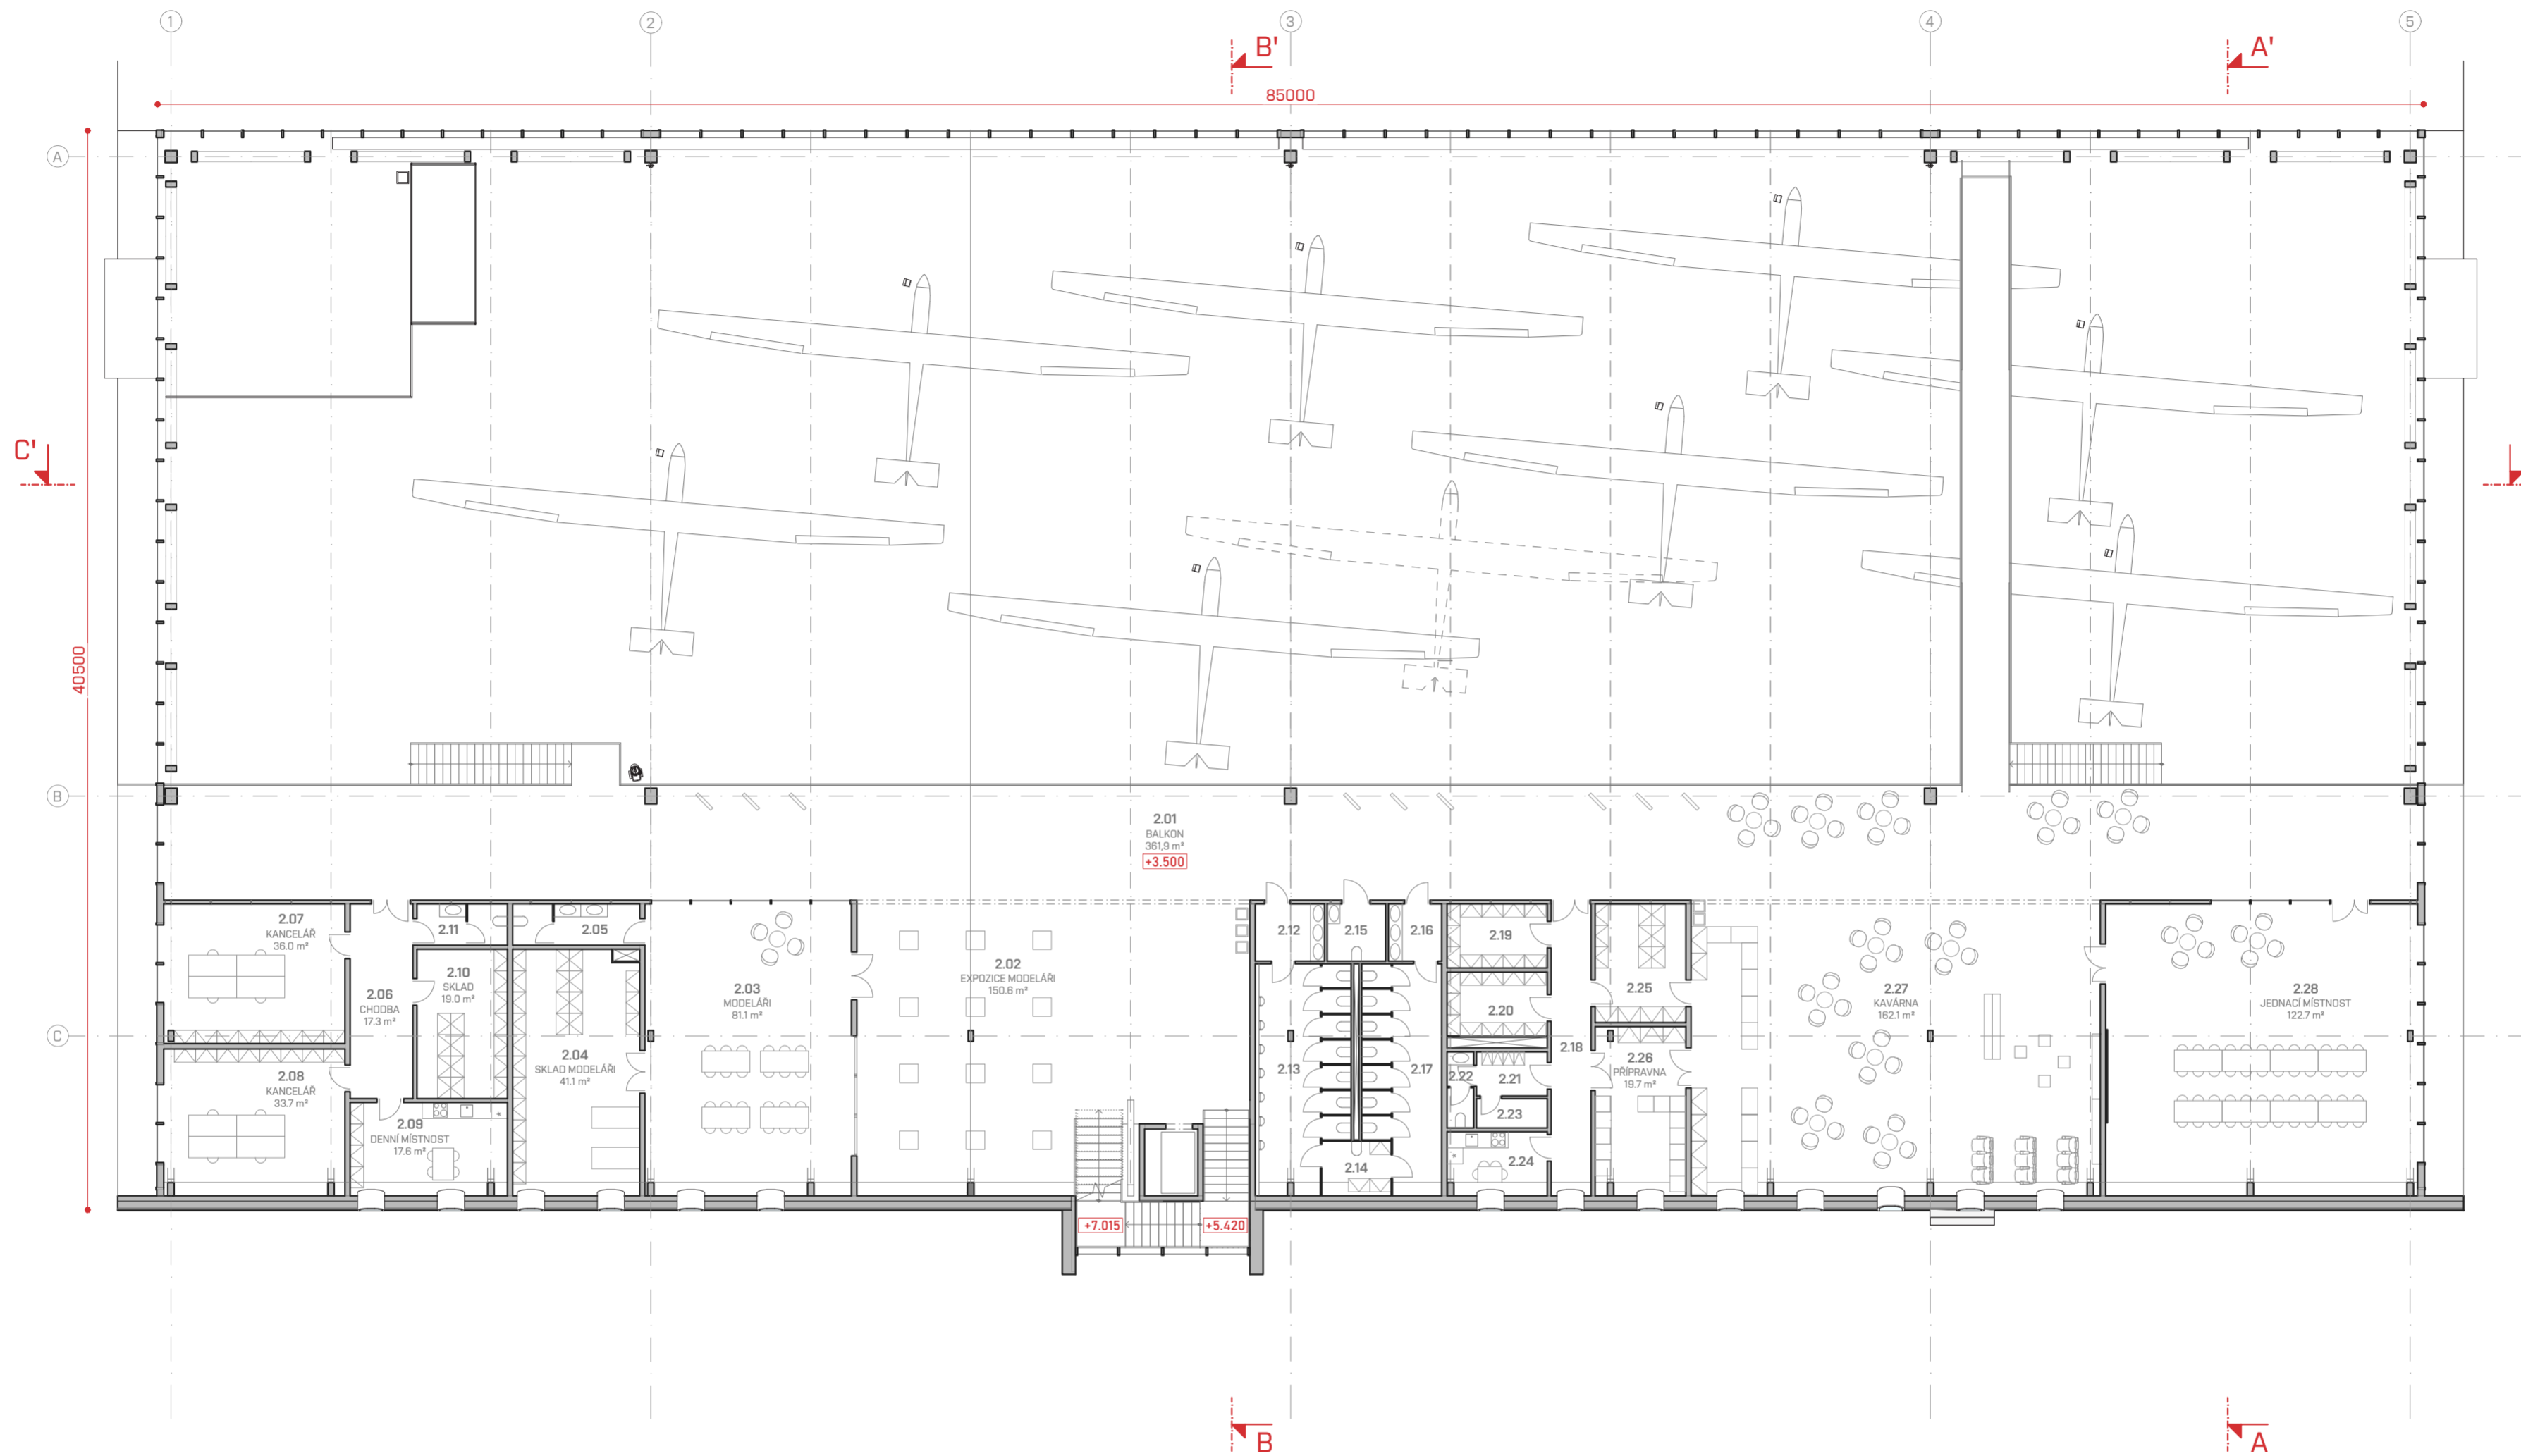 1
2
3
4
5
B'
A'
85000
A
C'
40500
B
2.01
BALKON
361,9 m²
+3.500
2.07
KANCELÁŘ
36.0 m²
2.11
2.05
2.12
2.15
2.16
2.19
2.10
SKLAD
19.0 m²
2.02
EXPOZICE MODELÁŘI
150.6 m²
2.06
CHODBA
17.3 m²
2.03
MODELÁŘI
81.1 m²
2.20
2.25
2.27
KAVÁRNA
162.1 m²
2.28
JEDNACÍ MÍSTNOST
122.7 m²
C
2.04
SKLAD MODELÁŘI
41.1 m²
2.18
2.26
PŘÍPRAVNA
19.7 m²
2.08
KANCELÁŘ
33.7 m²
2.13
2.17
2.22
2.21
2.23
2.09
DENNÍ MÍSTNOST
17.6 m²
2.14
2.24
+7.015
+5.420
B
A